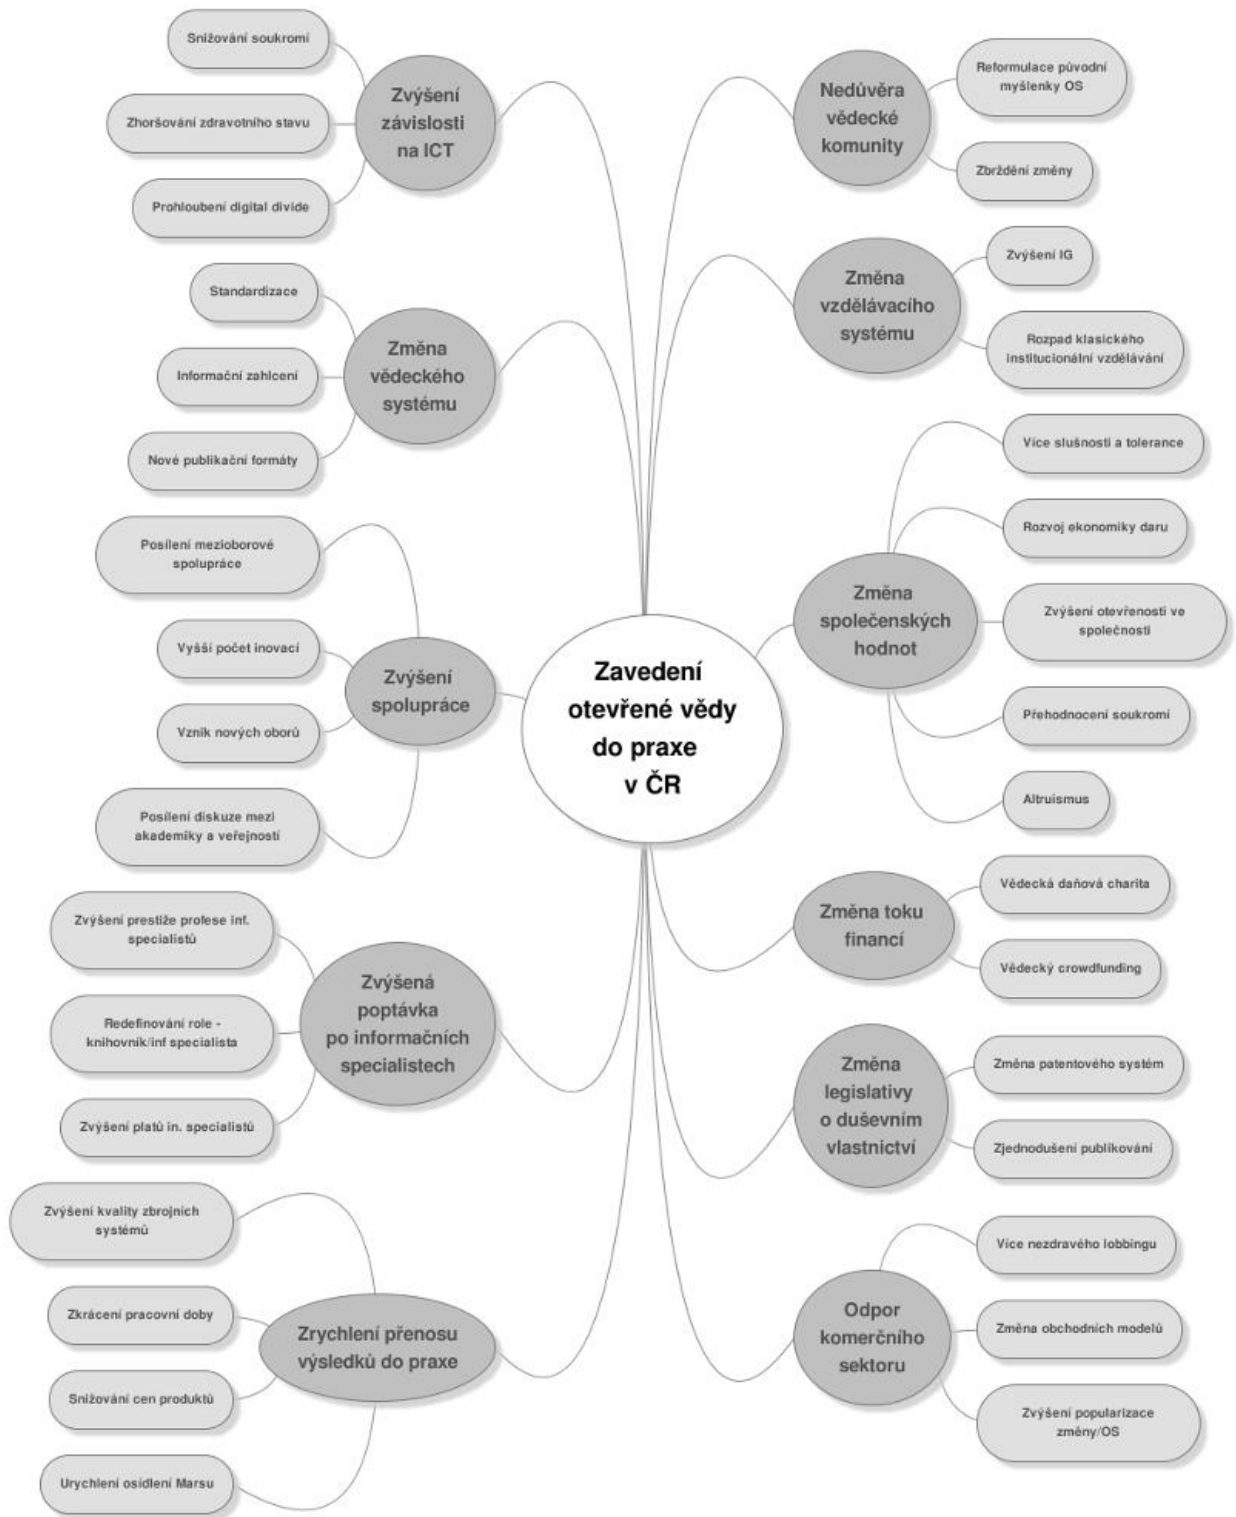 Snižování soukromí
Zvýšení
závislosti
na ICT
Zhoršování zdravotního stavu
Prohloubení digital divide
Standardizace
Změna
vědeckého
systému
Informační zahlcení
Nové publikační formáty
Posílení mezioborové
spolupráce
Vyšší počet inovací
Zvýšení
spolupráce
Vznik nových oborů
Posílení diskuze mezi
akademiky a veřejností
Zvýšení prestiže profese inf.
specialistů
Zvýšená
poptávka
po informačních
specialistech
Redefinování role -
knihovník/inf specialista
Zvýšení platů in. specialistů
Zvýšení kvality zbrojních
systémů
Zkrácení pracovní doby
Zrychlení přenosu
výsledků do praxe
Snižování cen produktů
Urychlení osídlení Marsu
Zavedení
otevřené vědy
do praxe
v ČR
Nedůvěra
vědecké
komunity
Reformulace původní
myšlenky OS
Zbrždění změny
Změna
vzdělávacího
systému
Zvýšení IG
Rozpad klasického
institucionální vzdělávání
Více slušnosti a tolerance
Rozvoj ekonomiky daru
Změna
společenských
hodnot
Zvýšení otevřenosti ve
společnosti
Přehodnocení soukromí
Altruismus
Změna toku
financí
Vědecká daňová charita
Vědecký crowdfunding
Změna
legislativy
o duševním
vlastnictví
Změna patentového systém
Zjednodušení publikování
Více nezdravého lobbingu
Odpor
komerčního
sektoru
Změna obchodních modelů
Zvýšení popularizace
změny/OS